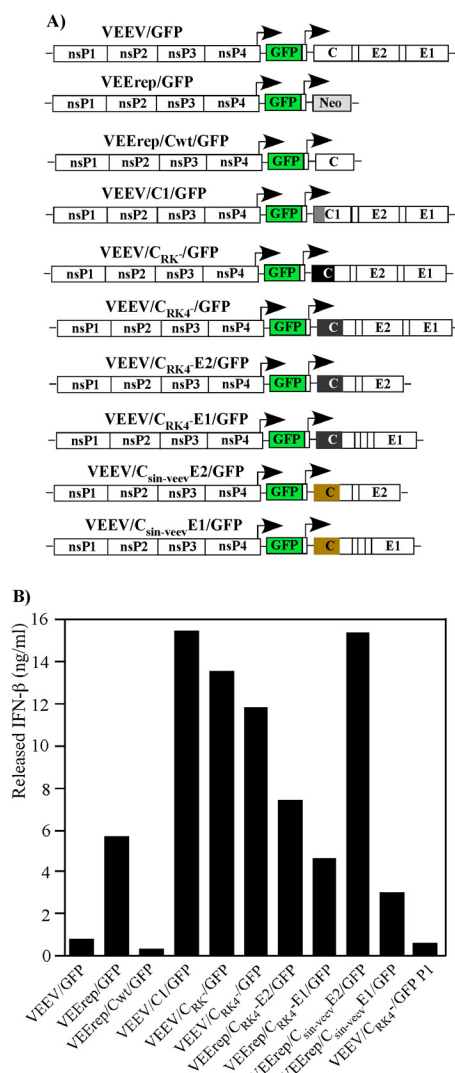 A)
VEEV/GFP
nsP1 nsP2 nsP3 nsP4 GFP C E2 E1
VEErep/GFP
nsP1 nsP2 nsP3 nsP4 GFP Neo
VEErep/Cwt/GFP
nsP1 nsP2 nsP3 nsP4 GFP C
VEEV/C1/GFP
nsP1 nsP2 nsP3 nsP4 GFP C1 E2 E1
VEEV/CRK-/GFP
nsP1 nsP2 nsP3 nsP4 GFP C E2 E1
VEEV/CRK4-/GFP
nsP1 nsP2 nsP3 nsP4 GFP C E2 E1
VEEV/CRK4-E2/GFP
nsP1 nsP2 nsP3 nsP4 GFP C E2
VEEV/CRK4-E1/GFP
nsP1 nsP2 nsP3 nsP4 GFP C E1
VEEV/Csin-veevE2/GFP
nsP1 nsP2 nsP3 nsP4 GFP C E2
VEEV/Csin-veevE1/GFP
nsP1 nsP2 nsP3 nsP4 GFP C E1
B)
Released IFN-β (ng/ml)
16
14
12
10
8
6
4
2
0
VEEV/GFP
VEErep/GFP
VEErep/Cwt/GFP
VEEV/C1/GFP
VEEV/CRK-/GFP
VEEV/CRK4-/GFP
VEErep/CRK4-E2/GFP
VEErep/CRK4-E1/GFP
VEErep/Csin-veev E2/GFP
VEErep/Csin-veev E1/GFP
VEEV/CRK4-/GFP P1